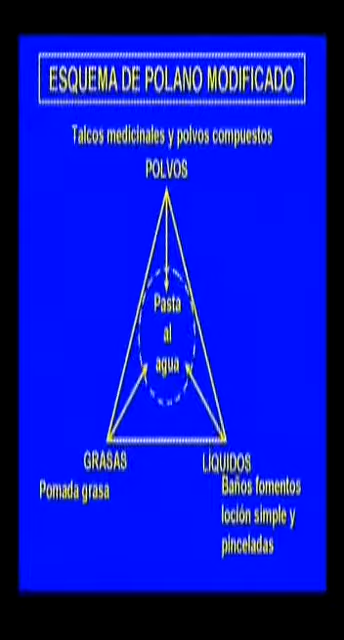 ESQUEMA DE POLANO MODIFICADO
Talcos medicinales y polvos compuestos
POLVOS
Pasta
al
agua
GRASAS
LÍQUIDOS
Pomada grasa
Baños fomentos
loción simple y
pinceladas